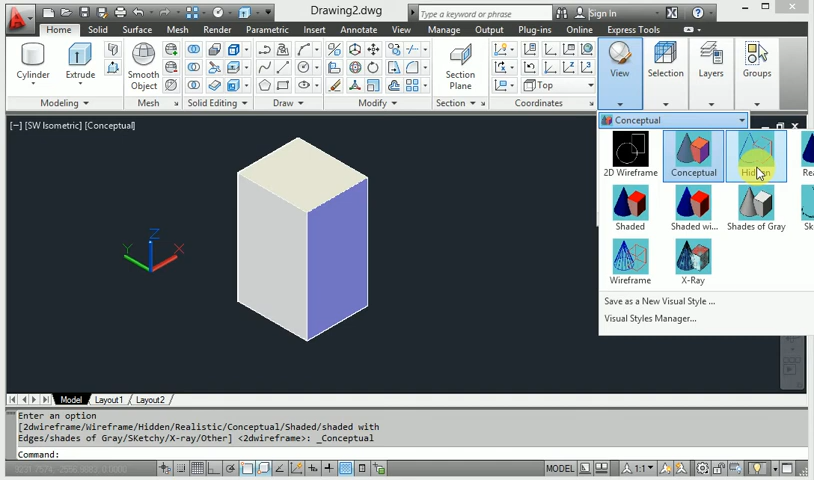 Drawing2.dwg
Type a keyword or phrase
Sign In
Home Solid Surface Mesh Render Parametric Insert Annotate View Manage Output Plug-ins Online Express Tools
Cylinder
Extrude
Smooth
Object
Section
Plane
Top
View
Selection
Layers
Groups
Modeling
Mesh
Solid Editing
Draw
Modify
Section
Coordinates
[−] [SW Isometric] [Conceptual]
Conceptual
2D Wireframe Conceptual Hidden Rea
Shaded Shaded wi... Shades of Gray Sk
Wireframe X-Ray
Save as a New Visual Style ...
Visual Styles Manager...
Z
Y
X
Model Layout1 Layout2
Enter an option
[2dwireframe/Wireframe/Hidden/Realistic/Conceptual/Shaded/shaded with
Edges/shades of Gray/SKetchy/X-ray/Other] <2dwireframe>: _Conceptual
Command:
MODEL
1:1